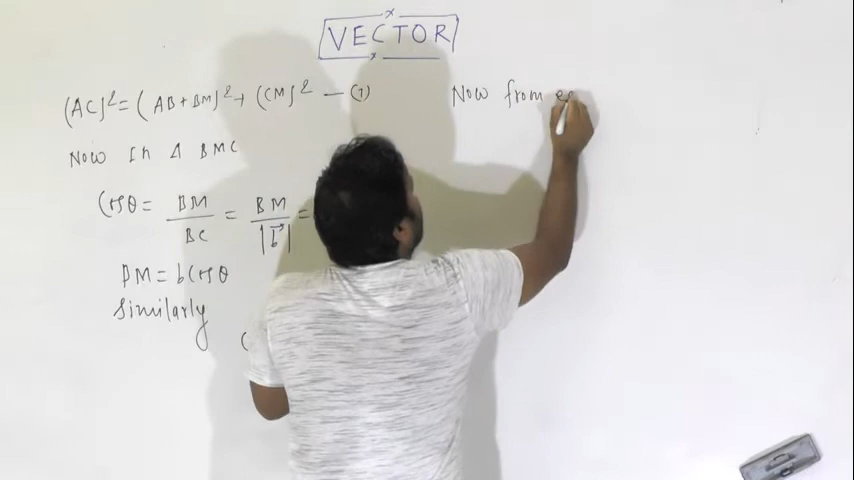 VECTOR
(AC)² = (AB + BM)² + (CM)² — (1)
Now In Δ BMC
Cosθ = BM/BC = BM/|b⃗| =
BM = b Cosθ
Similarly
(
Now from eq